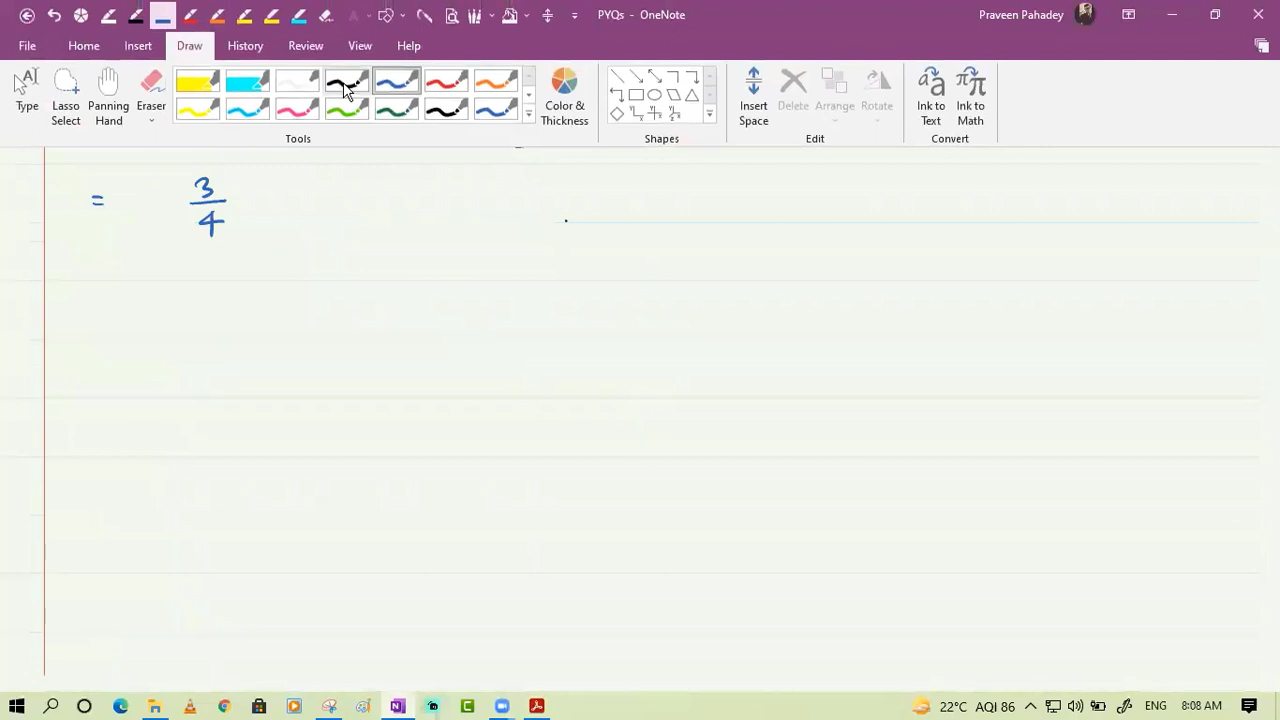 PYQs - OneNote
Praveen Pahadey
File Home Insert Draw History Review View Help
Type
Lasso Select
Panning Hand
Eraser
Color & Thickness
Insert Space
Delete
Arrange
Rotate
Ink to Text
Ink to Math
Tools Shapes Edit Convert
= 3/4
22°C AQI 86 ENG 8:08 AM